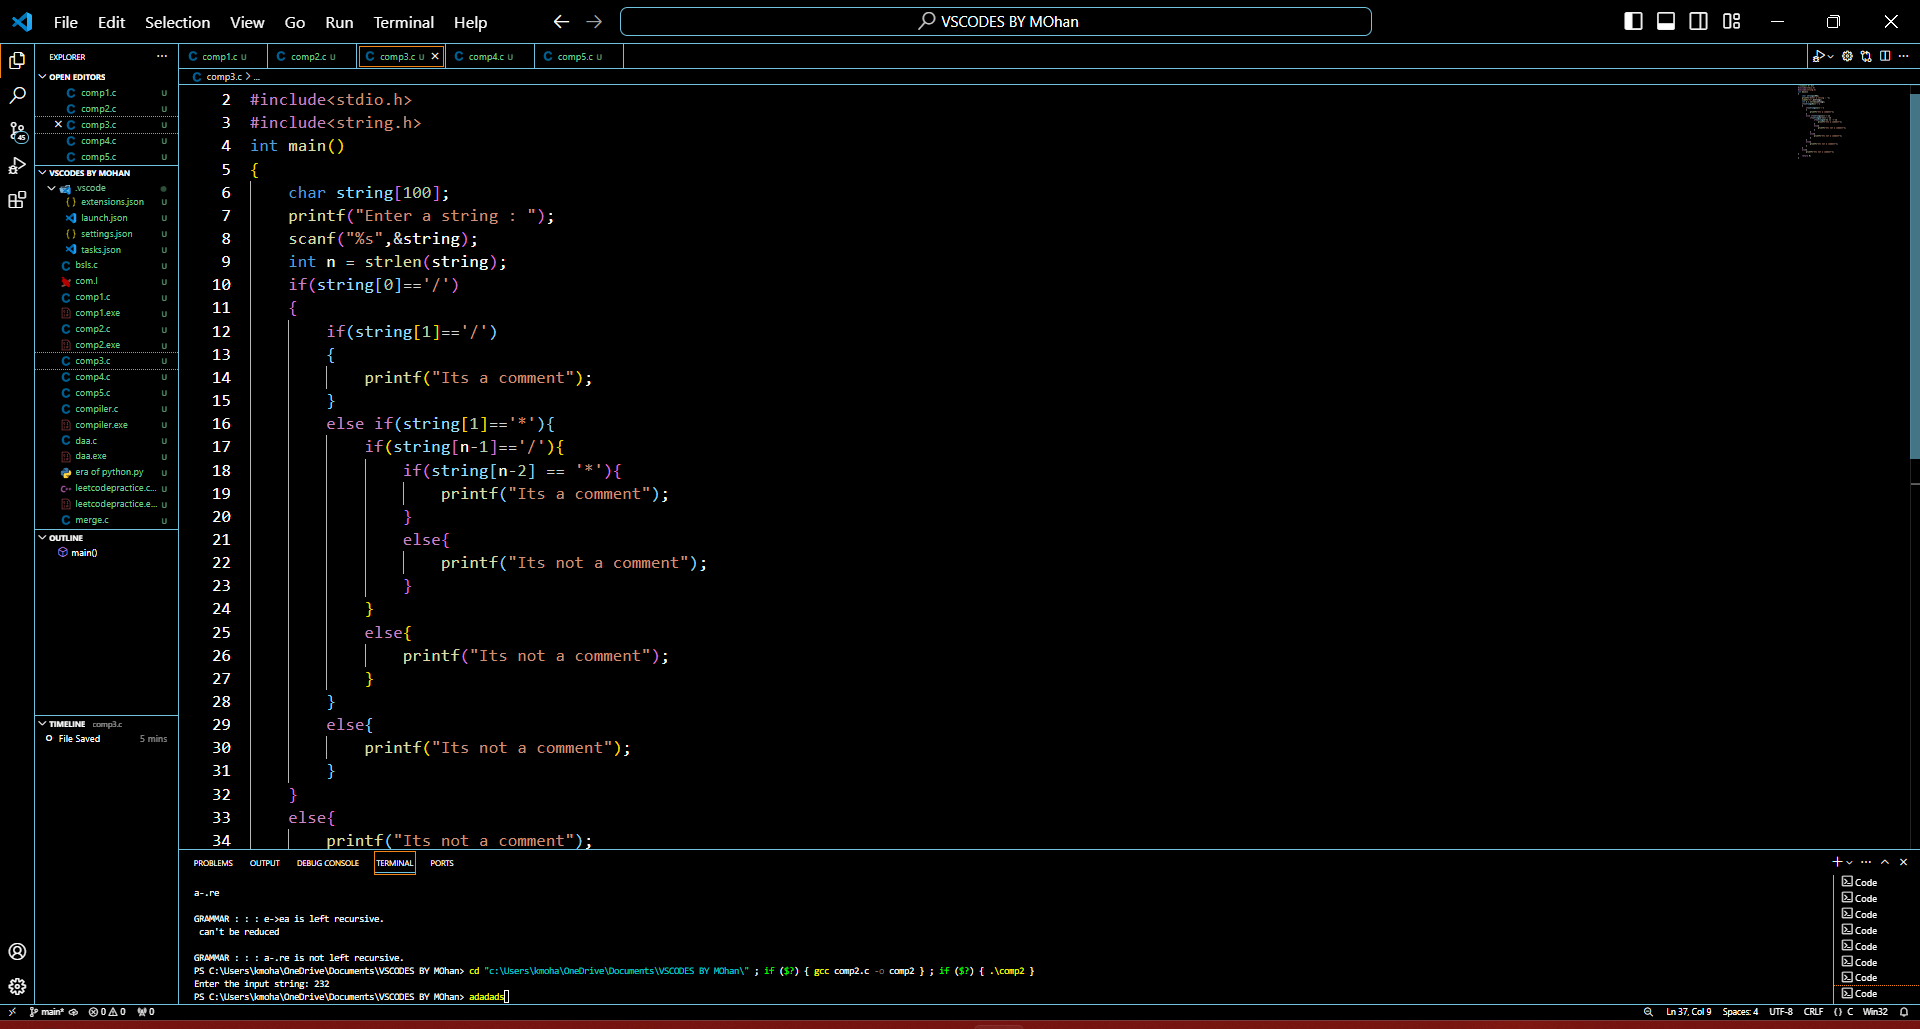 File Edit Selection View Go Run Terminal Help
VSCODES BY MOhan
EXPLORER
OPEN EDITORS
comp1.c U
comp2.c U
comp3.c U
comp4.c U
comp5.c U
VSCODES BY MOHAN
.vscode
extensions.json U
launch.json U
settings.json U
tasks.json U
bsls.c U
com.l U
comp1.c U
comp1.exe U
comp2.c U
comp2.exe U
comp3.c U
comp4.c U
comp5.c U
compiler.c U
compiler.exe U
daa.c U
daa.exe U
era of python.py U
leetcodepractice.c... U
leetcodepractice.e... U
merge.c U
OUTLINE
main()
TIMELINE comp3.c
File Saved 5 mins
comp1.c U comp2.c U comp3.c U comp4.c U comp5.c U
comp3.c > ...
2 #include<stdio.h>
3 #include<string.h>
4 int main()
5 {
6 char string[100];
7 printf("Enter a string : ");
8 scanf("%s",&string);
9 int n = strlen(string);
10 if(string[0]=='/')
11 {
12 if(string[1]=='/')
13 {
14 printf("Its a comment");
15 }
16 else if(string[1]=='*'){
17 if(string[n-1]=='/'){
18 if(string[n-2] == '*'){
19 printf("Its a comment");
20 }
21 else{
22 printf("Its not a comment");
23 }
24 }
25 else{
26 printf("Its not a comment");
27 }
28 }
29 else{
30 printf("Its not a comment");
31 }
32 }
33 else{
34 printf("Its not a comment");
PROBLEMS OUTPUT DEBUG CONSOLE TERMINAL PORTS
a-.re
GRAMMAR : : : e->ea is left recursive.
can't be reduced
GRAMMAR : : : a-.re is not left recursive.
PS C:\Users\kmoha\OneDrive\Documents\VSCODES BY MOhan> cd "c:\Users\kmoha\OneDrive\Documents\VSCODES BY MOhan\" ; if ($?) { gcc comp2.c -o comp2 } ; if ($?) { .\comp2 }
Enter the input string: 232
PS C:\Users\kmoha\OneDrive\Documents\VSCODES BY MOhan> adadads
Code
Code
Code
Code
Code
Code
Code
Code
45
main* 0 0 0
Ln 37, Col 9 Spaces: 4 UTF-8 CRLF {} C Win32